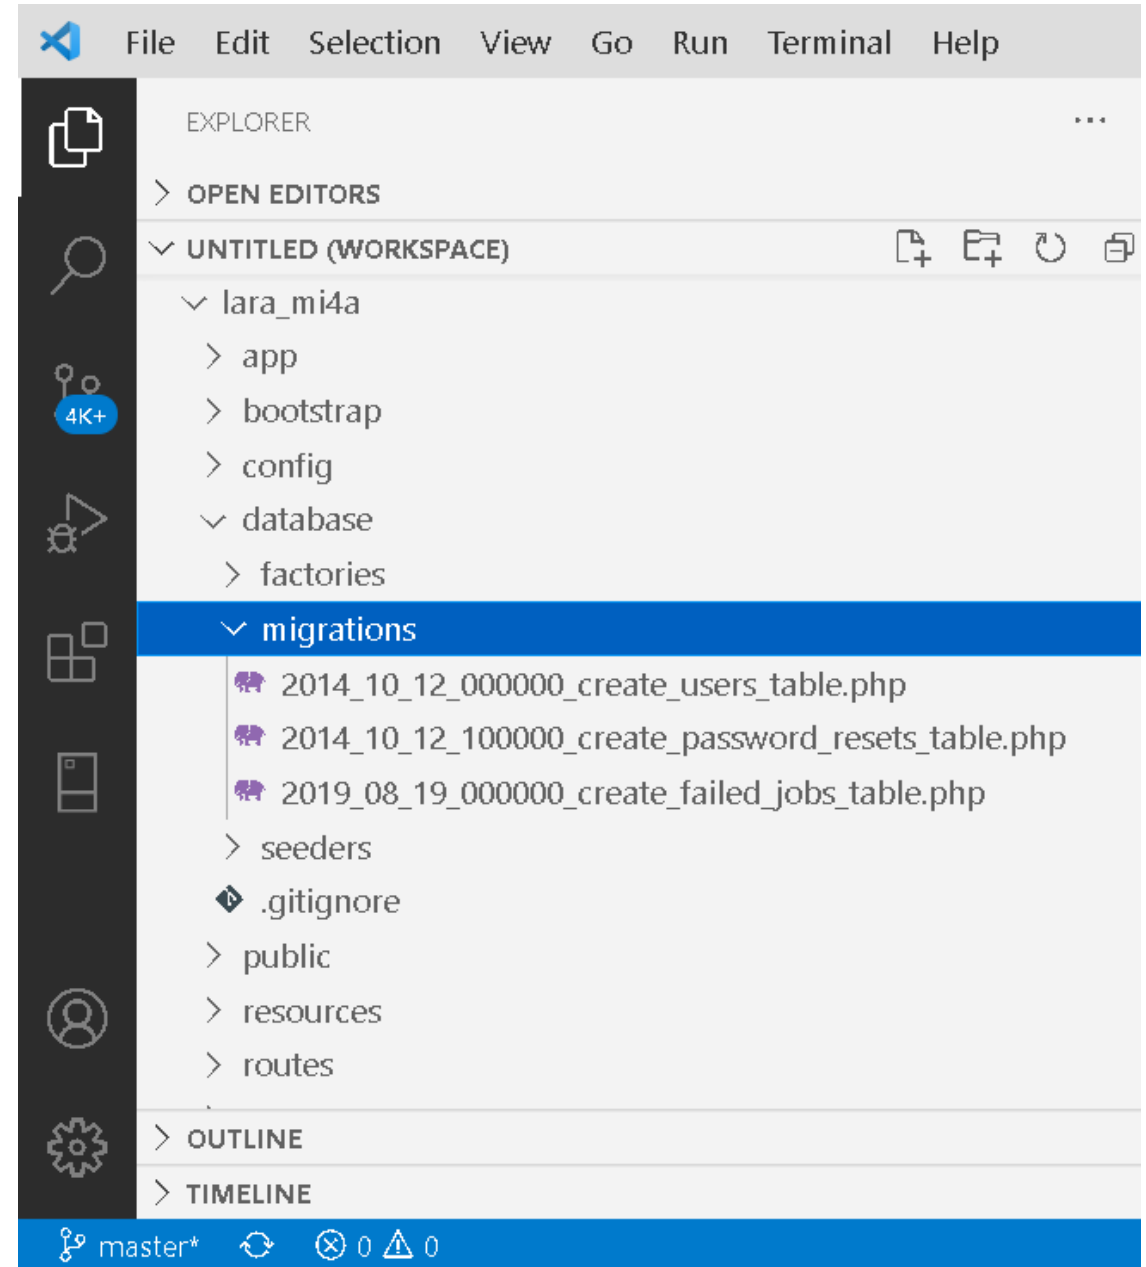 File Edit Selection View Go Run Terminal Help
EXPLORER ...
OPEN EDITORS
UNTITLED (WORKSPACE)
lara_mi4a
app
bootstrap
4K+
config
database
factories
migrations
2014_10_12_000000_create_users_table.php
2014_10_12_100000_create_password_resets_table.php
2019_08_19_000000_create_failed_jobs_table.php
seeders
.gitignore
public
resources
routes
OUTLINE
TIMELINE
master* 0 0